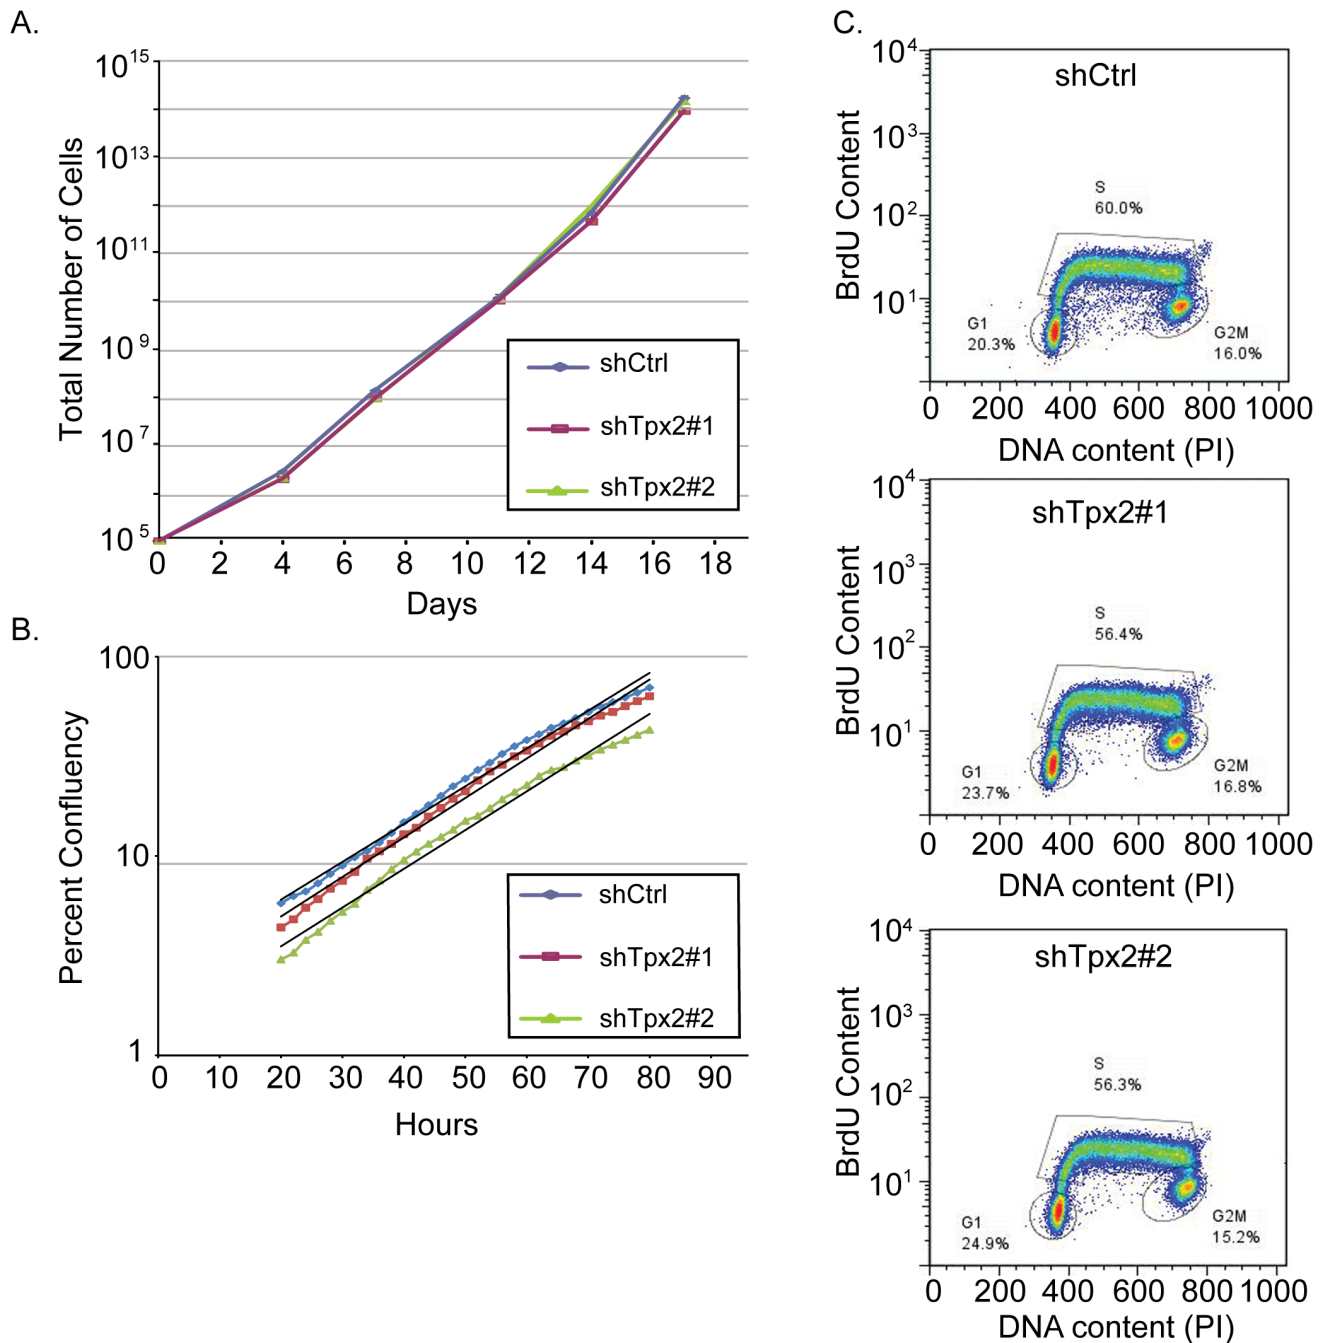 A.
Total Number of Cells
10^15
10^13
10^11
10^9
10^7
10^5
0 2 4 6 8 10 12 14 16 18
Days
shCtrl
shTpx2#1
shTpx2#2
B.
Percent Confluency
100
10
1
0 10 20 30 40 50 60 70 80 90
Hours
shCtrl
shTpx2#1
shTpx2#2
C.
shCtrl
BrdU Content
10^4
10^3
10^2
10^1
S
60.0%
G1
20.3%
G2M
16.0%
0 200 400 600 800 1000
DNA content (PI)
shTpx2#1
BrdU Content
10^4
10^3
10^2
10^1
S
56.4%
G1
23.7%
G2M
16.8%
0 200 400 600 800 1000
DNA content (PI)
shTpx2#2
BrdU Content
10^4
10^3
10^2
10^1
S
56.3%
G1
24.9%
G2M
15.2%
0 200 400 600 800 1000
DNA content (PI)